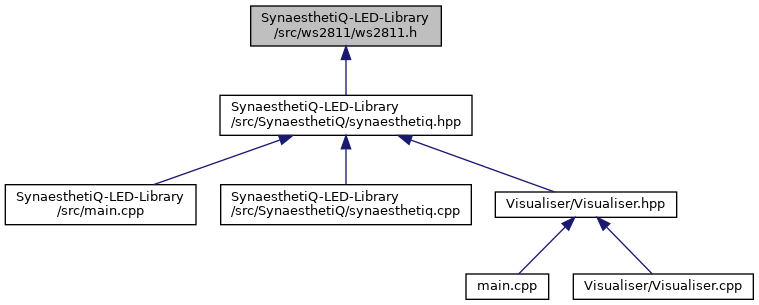 SynaesthetiQ-LED-Library
/src/ws2811/ws2811.h
SynaesthetiQ-LED-Library
/src/SynaesthetiQ/synaesthetiq.hpp
SynaesthetiQ-LED-Library
/src/main.cpp
SynaesthetiQ-LED-Library
/src/SynaesthetiQ/synaesthetiq.cpp
Visualiser/Visualiser.hpp
main.cpp
Visualiser/Visualiser.cpp